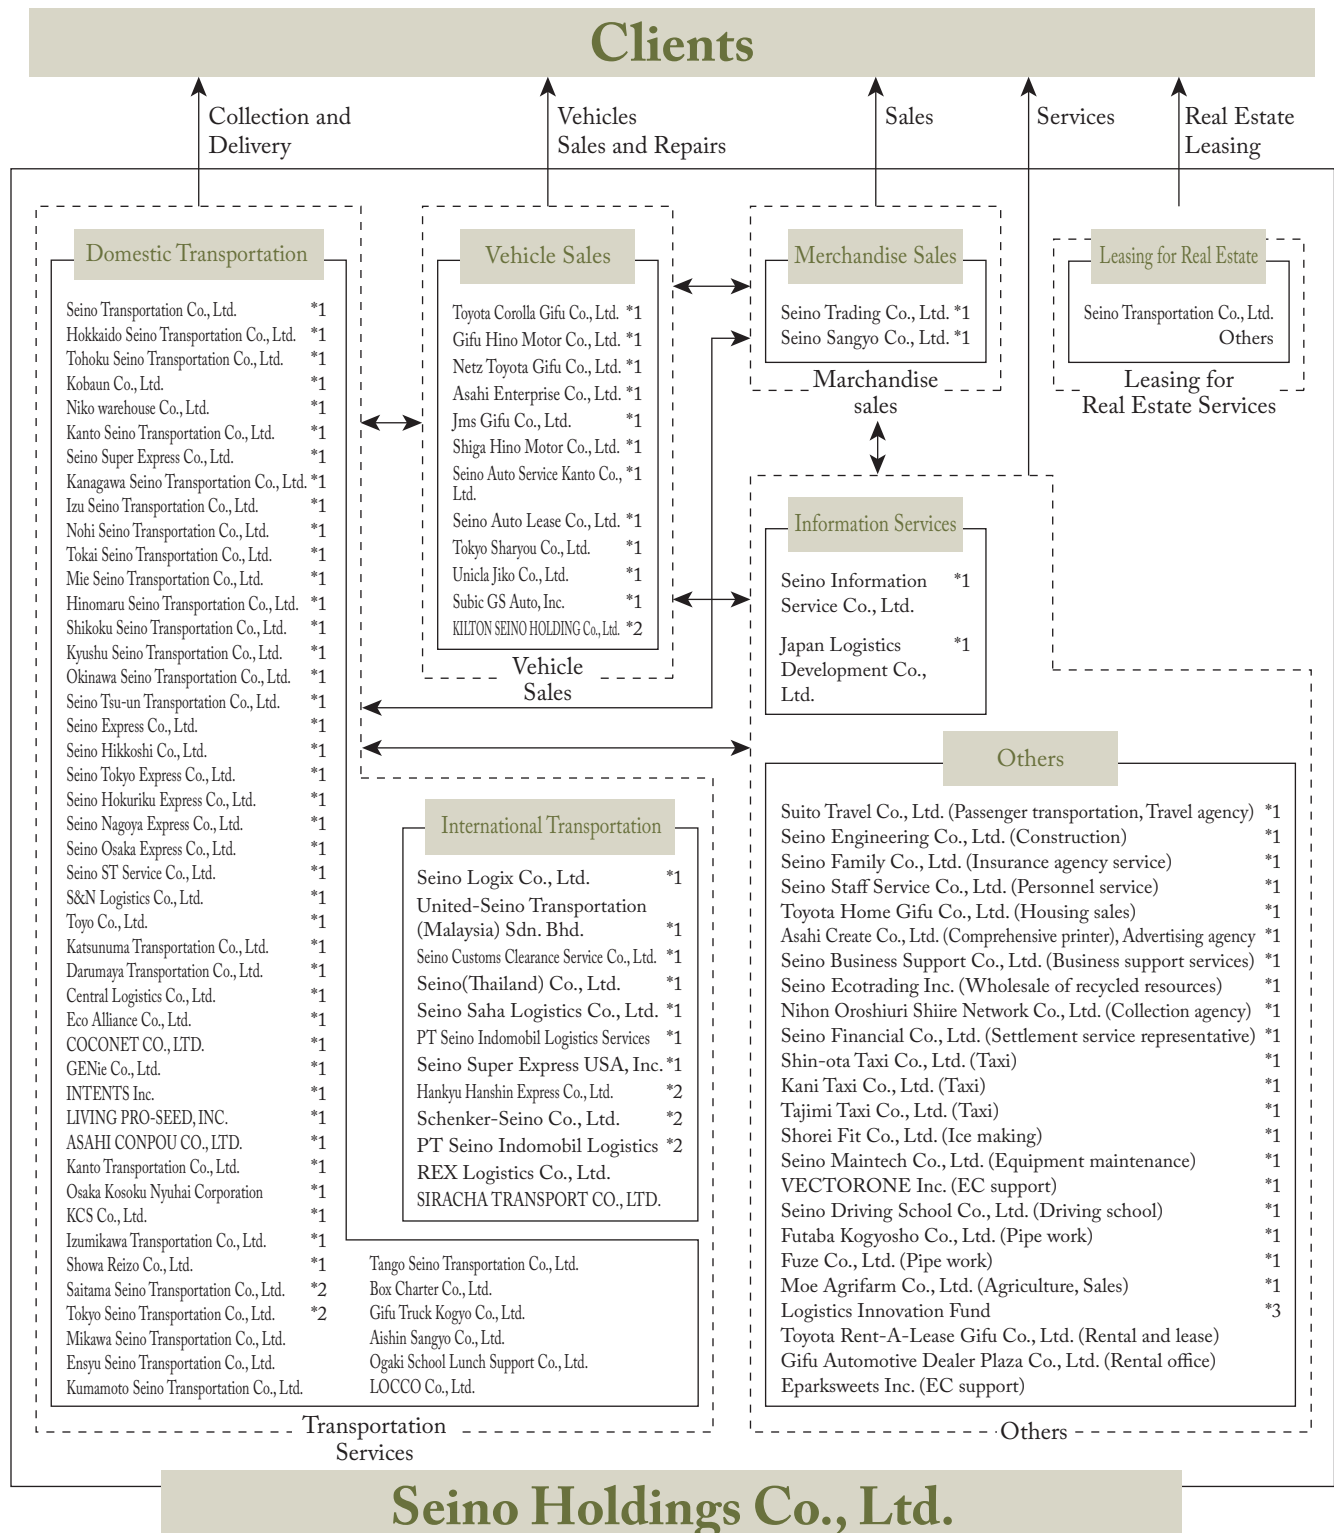 Clients
Collection and
Delivery
Vehicles
Sales and Repairs
Sales
Services
Real Estate
Leasing
Domestic Transportation
Seino Transportation Co., Ltd. *1
Hokkaido Seino Transportation Co., Ltd. *1
Tohoku Seino Transportation Co., Ltd. *1
Kobaun Co., Ltd. *1
Niko warehouse Co., Ltd. *1
Kanto Seino Transportation Co., Ltd. *1
Seino Super Express Co., Ltd. *1
Kanagawa Seino Transportation Co., Ltd. *1
Izu Seino Transportation Co., Ltd. *1
Nohi Seino Transportation Co., Ltd. *1
Tokai Seino Transportation Co., Ltd. *1
Mie Seino Transportation Co., Ltd. *1
Hinomaru Seino Transportation Co., Ltd. *1
Shikoku Seino Transportation Co., Ltd. *1
Kyushu Seino Transportation Co., Ltd. *1
Okinawa Seino Transportation Co., Ltd. *1
Seino Tsu-un Transportation Co., Ltd. *1
Seino Express Co., Ltd. *1
Seino Hikkoshi Co., Ltd. *1
Seino Tokyo Express Co., Ltd. *1
Seino Hokuriku Express Co., Ltd. *1
Seino Nagoya Express Co., Ltd. *1
Seino Osaka Express Co., Ltd. *1
Seino ST Service Co., Ltd. *1
S&N Logistics Co., Ltd. *1
Toyo Co., Ltd. *1
Katsunuma Transportation Co., Ltd. *1
Darumaya Transportation Co., Ltd. *1
Central Logistics Co., Ltd. *1
Eco Alliance Co., Ltd. *1
COCONET CO., LTD. *1
GENie Co., Ltd. *1
INTENTS Inc. *1
LIVING PRO-SEED, INC. *1
ASAHI CONPOU CO., LTD. *1
Kanto Transportation Co., Ltd. *1
Osaka Kosoku Nyuhai Corporation *1
KCS Co., Ltd. *1
Izumikawa Transportation Co., Ltd. *1
Showa Reizo Co., Ltd. *1
Saitama Seino Transportation Co., Ltd. *2
Tokyo Seino Transportation Co., Ltd. *2
Mikawa Seino Transportation Co., Ltd.
Ensyu Seino Transportation Co., Ltd.
Kumamoto Seino Transportation Co., Ltd.
Tango Seino Transportation Co., Ltd.
Box Charter Co., Ltd.
Gifu Truck Kogyo Co., Ltd.
Aishin Sangyo Co., Ltd.
Ogaki School Lunch Support Co., Ltd.
LOCCO Co., Ltd.
International Transportation
Seino Logix Co., Ltd. *1
United-Seino Transportation
(Malaysia) Sdn. Bhd. *1
Seino Customs Clearance Service Co., Ltd. *1
Seino(Thailand) Co., Ltd. *1
Seino Saha Logistics Co., Ltd. *1
PT Seino Indomobil Logistics Services *1
Seino Super Express USA, Inc. *1
Hankyu Hanshin Express Co., Ltd. *2
Schenker-Seino Co., Ltd. *2
PT Seino Indomobil Logistics *2
REX Logistics Co., Ltd.
SIRACHA TRANSPORT CO., LTD.
Transportation
Services
Vehicle Sales
Toyota Corolla Gifu Co., Ltd. *1
Gifu Hino Motor Co., Ltd. *1
Netz Toyota Gifu Co., Ltd. *1
Asahi Enterprise Co., Ltd. *1
Jms Gifu Co., Ltd. *1
Shiga Hino Motor Co., Ltd. *1
Seino Auto Service Kanto Co., *1
Ltd.
Seino Auto Lease Co., Ltd. *1
Tokyo Sharyou Co., Ltd. *1
Unicla Jiko Co., Ltd. *1
Subic GS Auto, Inc. *1
KILTON SEINO HOLDING Co., Ltd. *2
Vehicle
Sales
Merchandise Sales
Seino Trading Co., Ltd. *1
Seino Sangyo Co., Ltd. *1
Marchandise
sales
Leasing for Real Estate
Seino Transportation Co., Ltd.
Others
Leasing for
Real Estate Services
Information Services
Seino Information *1
Service Co., Ltd.
Japan Logistics *1
Development Co.,
Ltd.
Others
Suito Travel Co., Ltd. (Passenger transportation, Travel agency) *1
Seino Engineering Co., Ltd. (Construction) *1
Seino Family Co., Ltd. (Insurance agency service) *1
Seino Staff Service Co., Ltd. (Personnel service) *1
Toyota Home Gifu Co., Ltd. (Housing sales) *1
Asahi Create Co., Ltd. (Comprehensive printer), Advertising agency *1
Seino Business Support Co., Ltd. (Business support services) *1
Seino Ecotrading Inc. (Wholesale of recycled resources) *1
Nihon Oroshiuri Shiire Network Co., Ltd. (Collection agency) *1
Seino Financial Co., Ltd. (Settlement service representative) *1
Shin-ota Taxi Co., Ltd. (Taxi) *1
Kani Taxi Co., Ltd. (Taxi) *1
Tajimi Taxi Co., Ltd. (Taxi) *1
Shorei Fit Co., Ltd. (Ice making) *1
Seino Maintech Co., Ltd. (Equipment maintenance) *1
VECTORONE Inc. (EC support) *1
Seino Driving School Co., Ltd. (Driving school) *1
Futaba Kogyosho Co., Ltd. (Pipe work) *1
Fuze Co., Ltd. (Pipe work) *1
Moe Agrifarm Co., Ltd. (Agriculture, Sales) *1
Logistics Innovation Fund *3
Toyota Rent-A-Lease Gifu Co., Ltd. (Rental and lease)
Gifu Automotive Dealer Plaza Co., Ltd. (Rental office)
Eparksweets Inc. (EC support)
Others
Seino Holdings Co., Ltd.